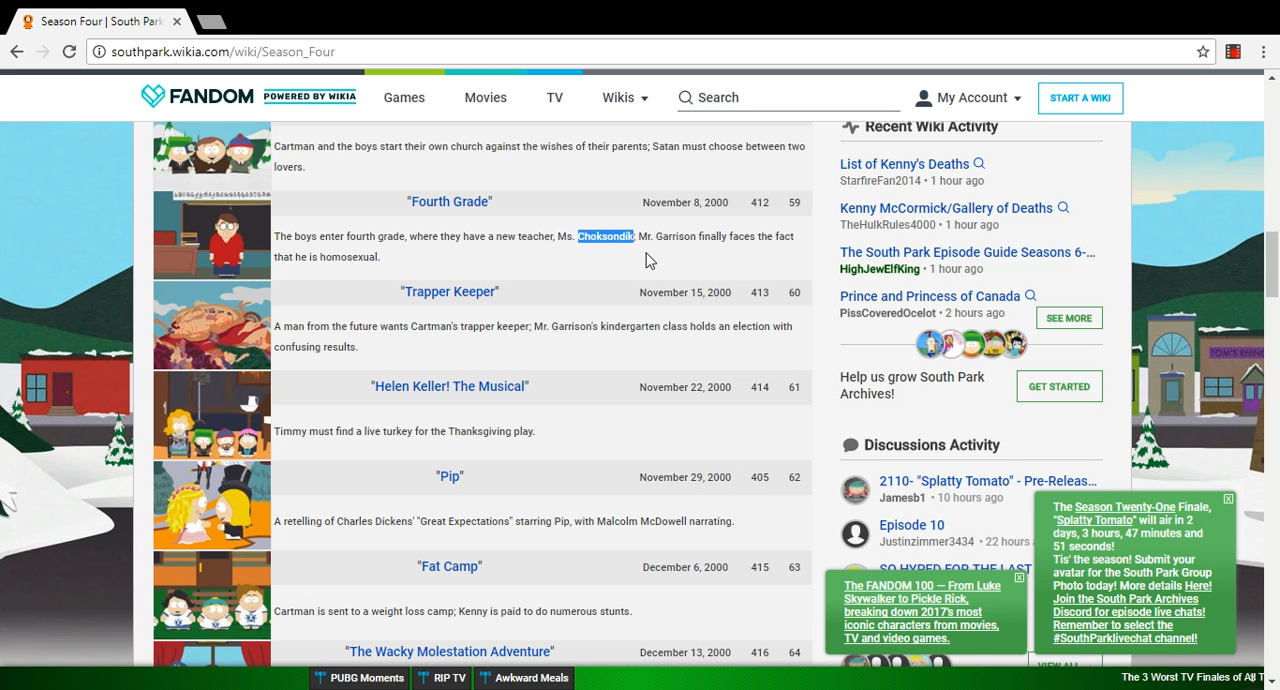 Season Four | South Park
southpark.wikia.com/wiki/Season_Four
FANDOM POWERED BY WIKIA Games Movies TV Wikis Search My Account START A WIKI
Cartman and the boys start their own church against the wishes of their parents; Satan must choose between two
lovers.
"Fourth Grade" November 8, 2000 412 59
The boys enter fourth grade, where they have a new teacher, Ms. Choksondik; Mr. Garrison finally faces the fact
that he is homosexual.
"Trapper Keeper" November 15, 2000 413 60
A man from the future wants Cartman's trapper keeper; Mr. Garrison's kindergarten class holds an election with
confusing results.
"Helen Keller! The Musical" November 22, 2000 414 61
Timmy must find a live turkey for the Thanksgiving play.
"Pip" November 29, 2000 405 62
A retelling of Charles Dickens' "Great Expectations" starring Pip, with Malcolm McDowell narrating.
"Fat Camp" December 6, 2000 415 63
Cartman is sent to a weight loss camp; Kenny is paid to do numerous stunts.
"The Wacky Molestation Adventure" December 13, 2000 416 64
Recent Wiki Activity
List of Kenny's Deaths
StarfireFan2014 • 1 hour ago
Kenny McCormick/Gallery of Deaths
TheHulkRules4000 • 1 hour ago
The South Park Episode Guide Seasons 6-...
HighJewElfKing • 1 hour ago
Prince and Princess of Canada
PissCoveredOcelot • 2 hours ago
SEE MORE
Help us grow South Park
Archives!
GET STARTED
Discussions Activity
2110- "Splatty Tomato" - Pre-Releas...
Jamesb1 • 10 hours ago
Episode 10
Justinzimmer3434 • 22 hours
SO HYPED FOR THE LAST
VIEW ALL
TOM'S RHINO
The FANDOM 100 — From Luke
Skywalker to Pickle Rick,
breaking down 2017's most
iconic characters from movies,
TV and video games.
The Season Twenty-One Finale,
"Splatty Tomato" will air in 2
days, 3 hours, 47 minutes and
51 seconds!
Tis' the season! Submit your
avatar for the South Park Group
Photo today! More details Here!
Join the South Park Archives
Discord for episode live chats!
Remember to select the
#SouthParklivechat channel!
PUBG Moments RIP TV Awkward Meals The 3 Worst TV Finales of All T